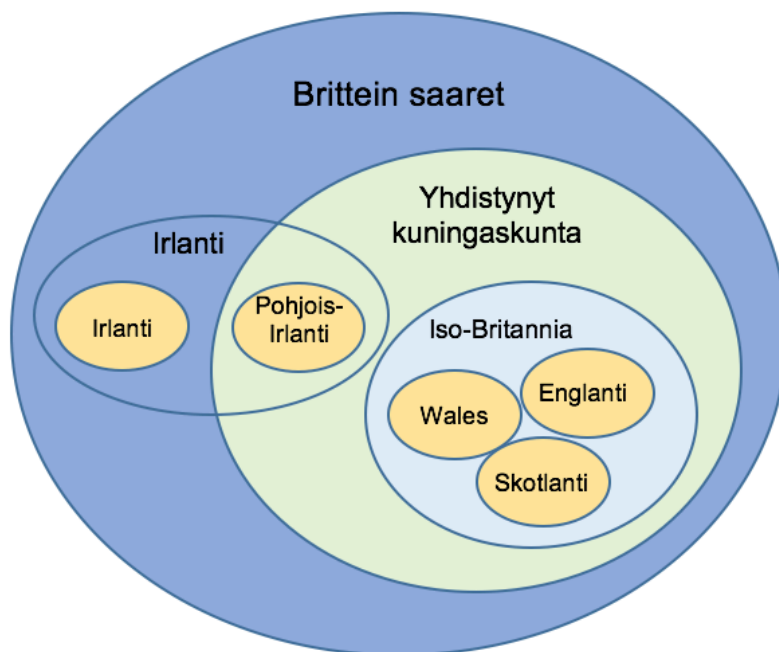 Brittein saaret
Yhdistynyt
kuningaskunta
Irlanti
Irlanti
Pohjois-
Irlanti
Iso-Britannia
Wales
Englanti
Skotlanti